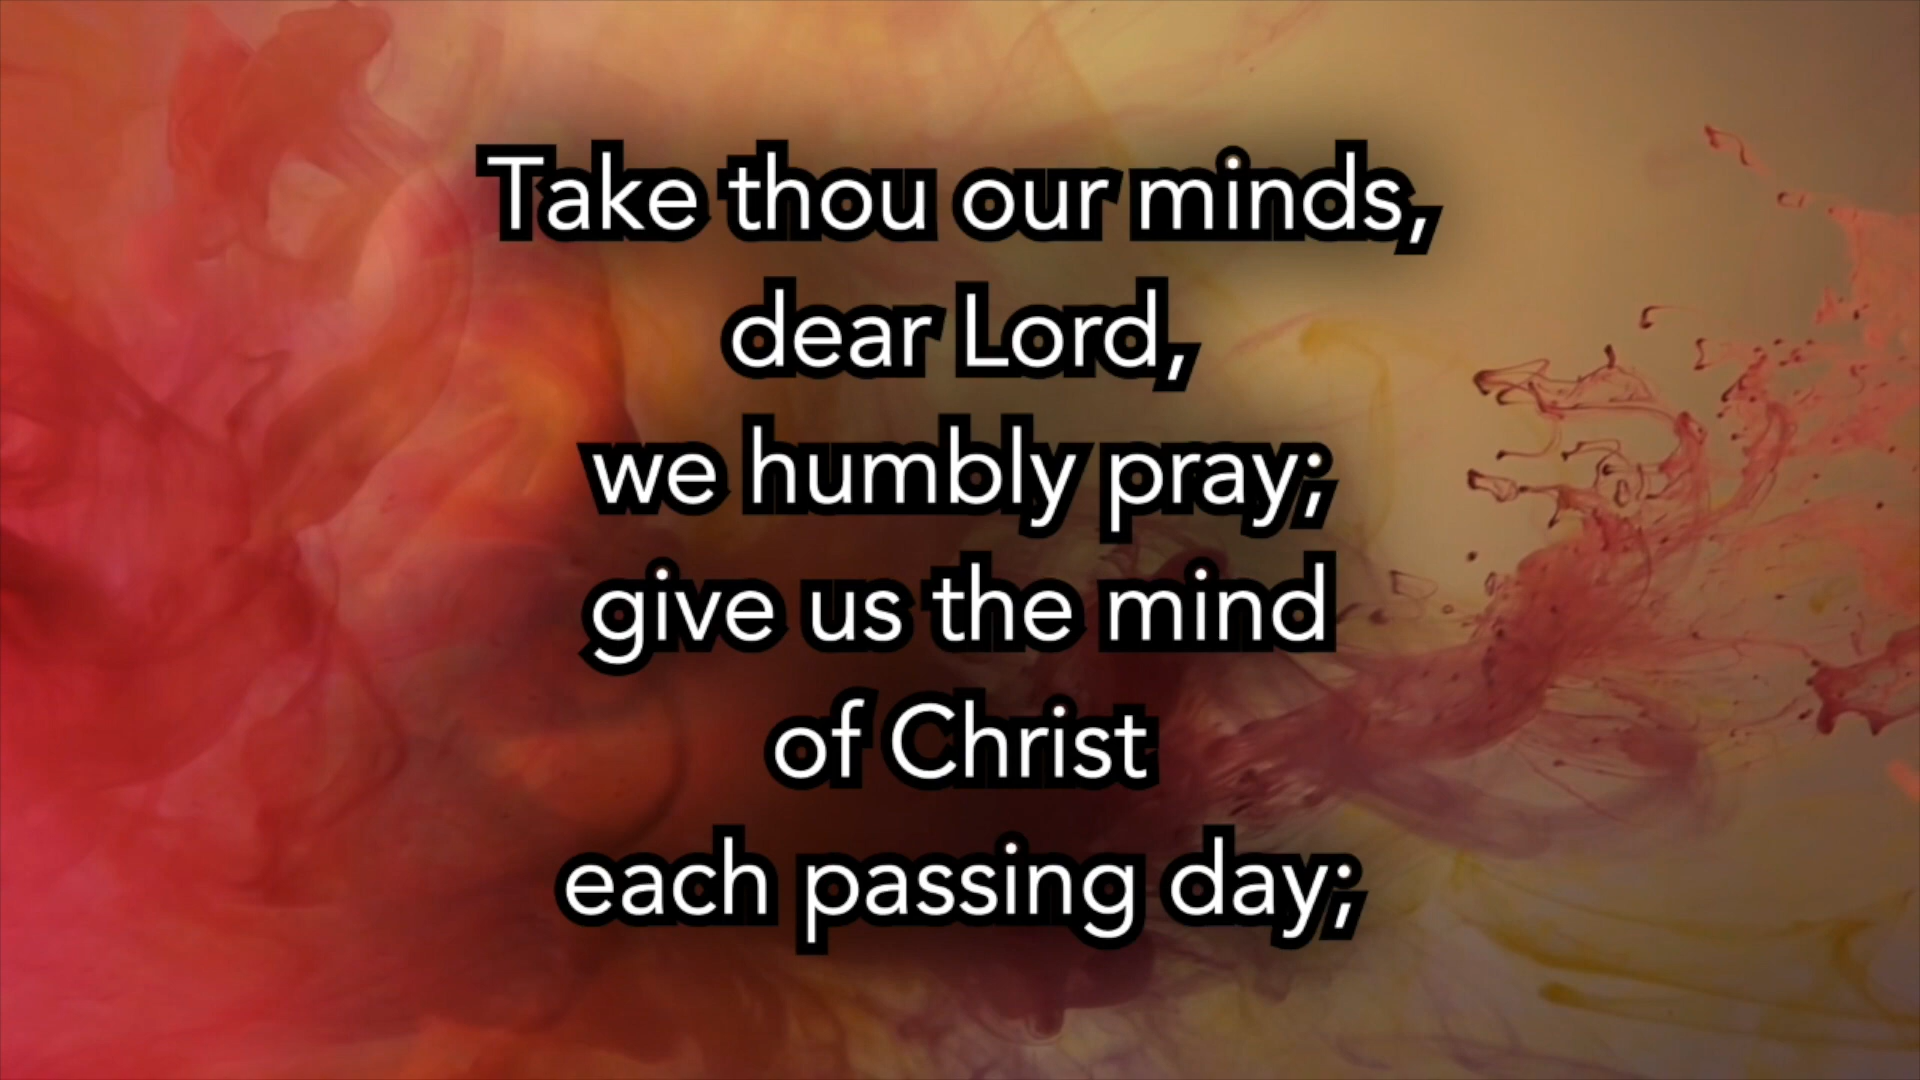 Take thou our minds,
dear Lord,
we humbly pray;
give us the mind
of Christ
each passing day;